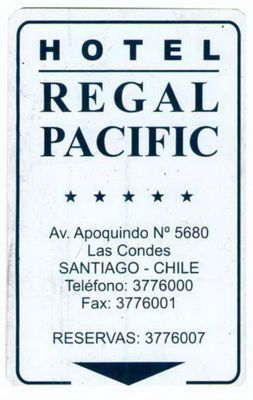 HOTEL
REGAL
PACIFIC
★ ★ ★ ★ ★
Av. Apoquindo Nº 5680
Las Condes
SANTIAGO - CHILE
Teléfono: 3776000
Fax: 3776001
RESERVAS: 3776007